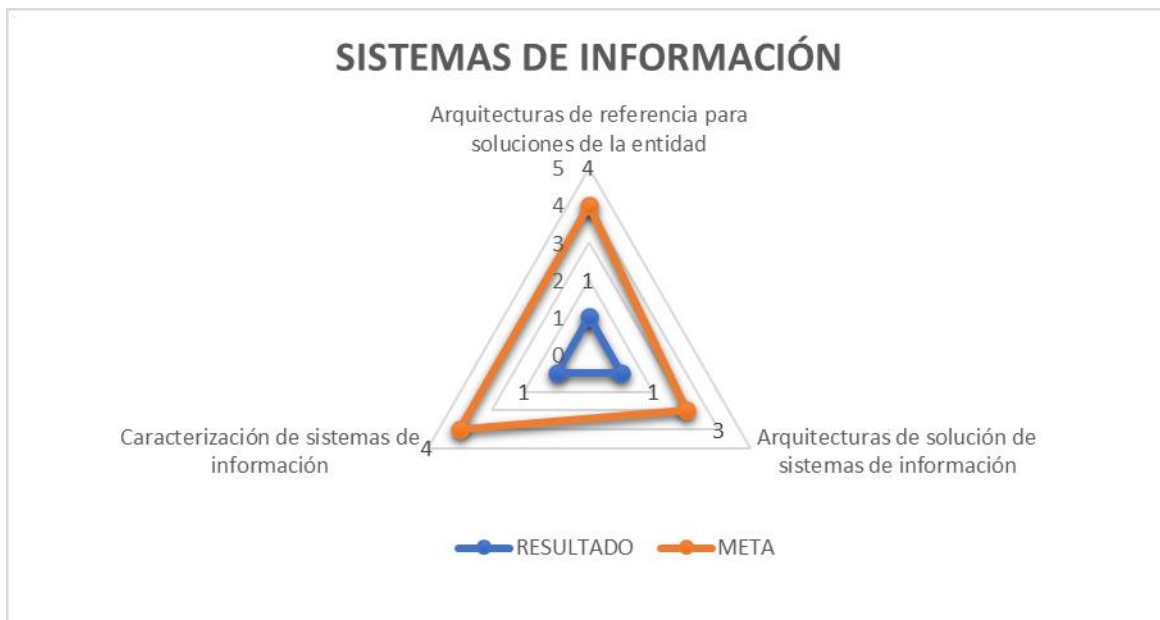 SISTEMAS DE INFORMACIÓN
Arquitecturas de referencia para
soluciones de la entidad
5 4
4
3
2 1
1
0
1 1
Caracterización de sistemas de
información
4
3
Arquitecturas de solución de
sistemas de información
RESULTADO META